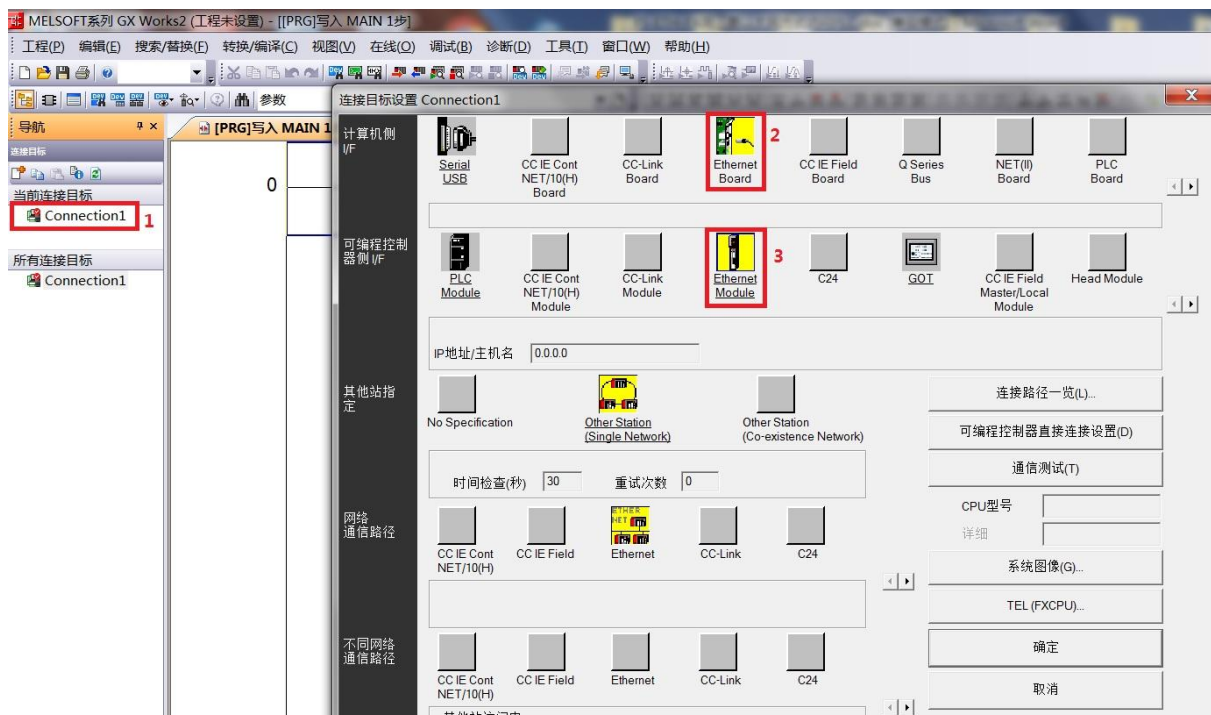 MELSOFT系列 GX Works2 (工程未设置) - [[PRG]写入 MAIN 1步]
工程(P) 编辑(E) 搜索/替换(F) 转换/编译(C) 视图(V) 在线(O) 调试(B) 诊断(D) 工具(T) 窗口(W) 帮助(H)
参数
导航
连接目标
当前连接目标
Connection1
1
所有连接目标
Connection1
[PRG]写入 MAIN 1
0
连接目标设置 Connection1
计算机侧
I/F
Serial
USB
CC IE Cont
NET/10(H)
Board
CC-Link
Board
Ethernet
Board
2
CC IE Field
Board
Q Series
Bus
NET(II)
Board
PLC
Board
可编程控制
器侧 I/F
PLC
Module
CC IE Cont
NET/10(H)
Module
CC-Link
Module
Ethernet
Module
3
C24
GOT
CC IE Field
Master/Local
Module
Head Module
IP地址/主机名 0.0.0.0
其他站指
定
No Specification
Other Station
(Single Network)
Other Station
(Co-existence Network)
时间检查(秒) 30 重试次数 0
网络
通信路径
CC IE Cont
NET/10(H)
CC IE Field
Ethernet
CC-Link
C24
不同网络
通信路径
CC IE Cont
NET/10(H)
CC IE Field
Ethernet
CC-Link
C24
连接路径一览(L)...
可编程控制器直接连接设置(D)
通信测试(T)
CPU型号
详细
系统图像(G)...
TEL (FXCPU)...
确定
取消